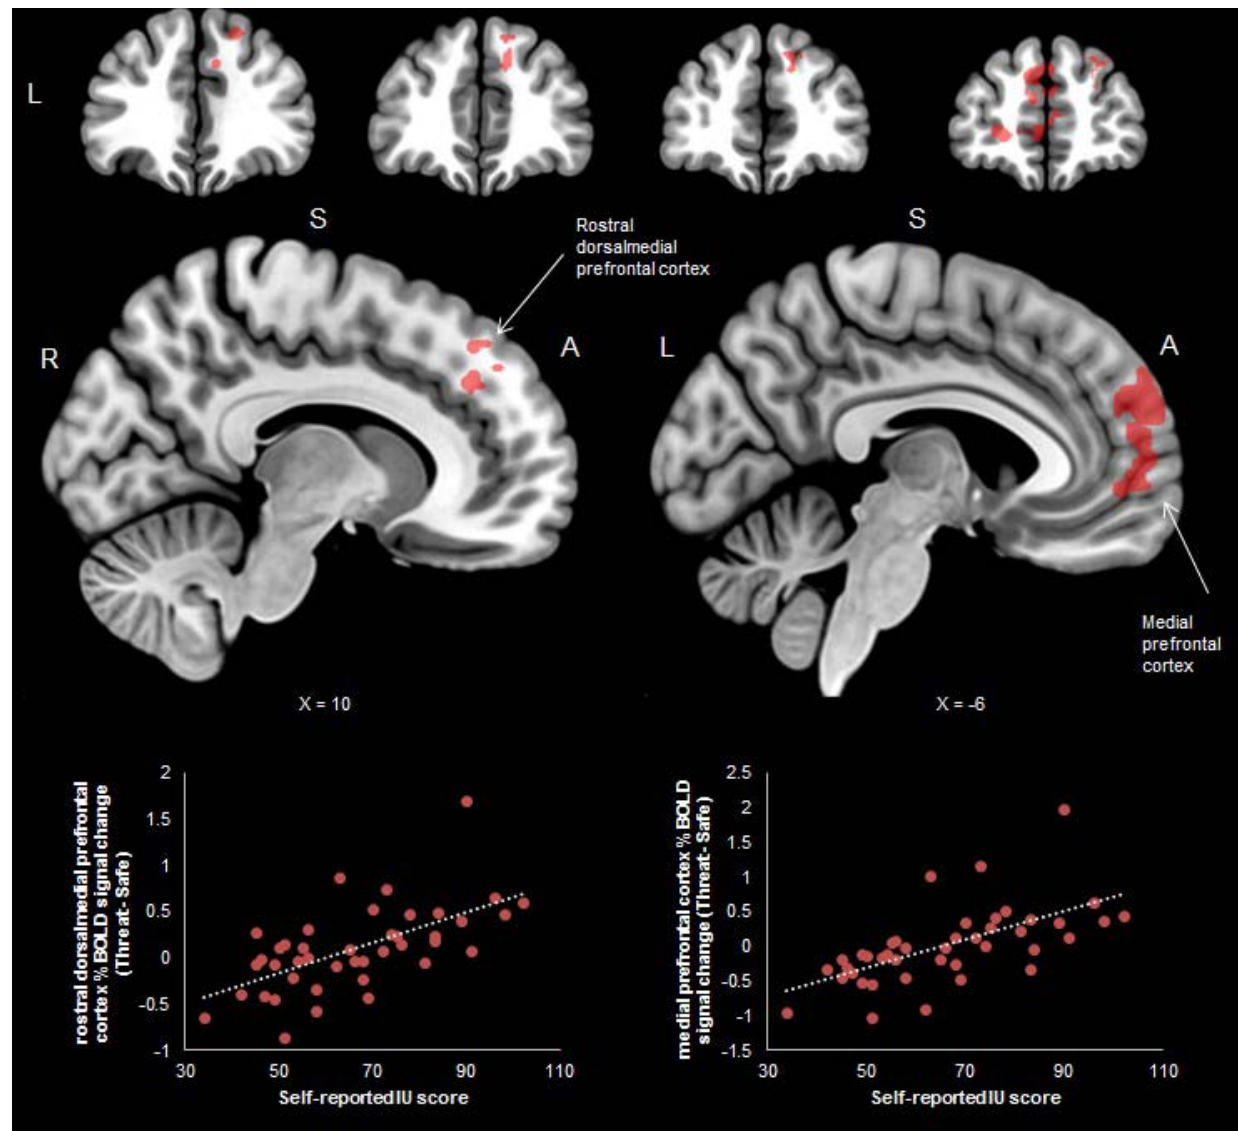 L
S
S
Rostral
dorsalmedial
prefrontal cortex
R
A
L
A
Medial
prefrontal
cortex
X = 10
X = -6
rostral dorsalmedial prefrontal
cortex % BOLD signal change
(Threat - Safe)
2
1.5
1
0.5
0
-0.5
-1
30
50
70
90
110
Self-reported IU score
medial prefrontal cortex % BOLD
signal change (Threat - Safe)
2.5
2
1.5
1
0.5
0
-0.5
-1
-1.5
30
50
70
90
110
Self-reported IU score